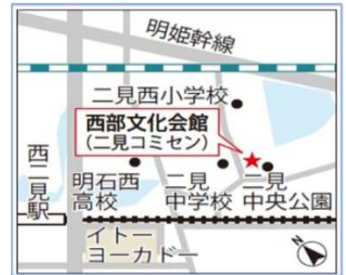 明姫幹線
二見西小学校
西部文化会館
(二見コミセン)
西二見駅
明石西
高校
二見
中学校
二見
中央公園
イトー
ヨーカドー
N